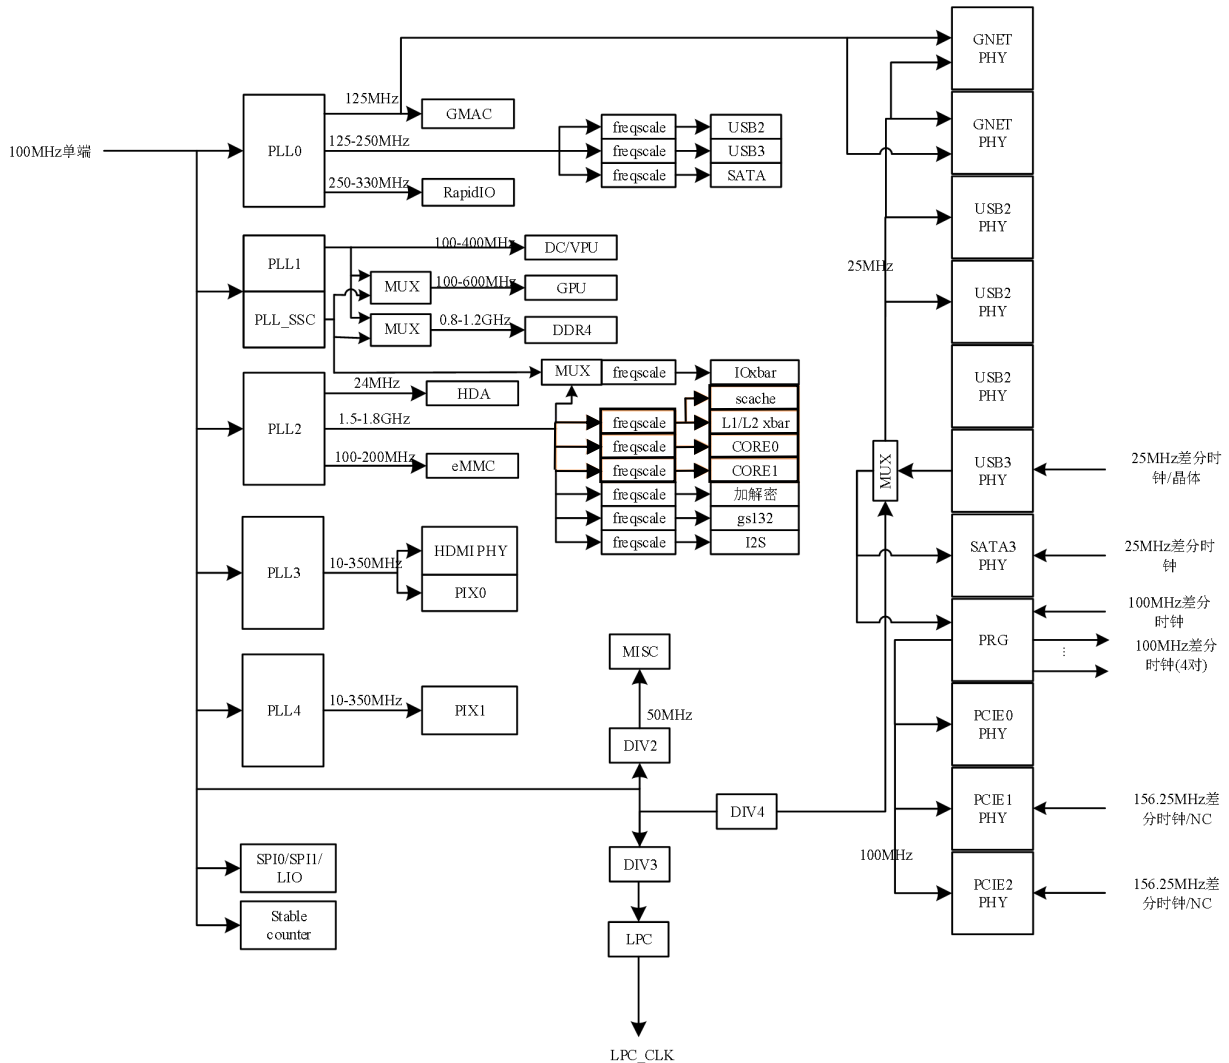 100MHz单端
PLL0
125MHz
GMAC
125-250MHz
freqscale
USB2
freqscale
USB3
freqscale
SATA
250-330MHz
RapidIO
PLL1
PLL_SSC
100-400MHz
DC/VPU
MUX
100-600MHz
GPU
MUX
0.8-1.2GHz
DDR4
PLL2
24MHz
HDA
1.5-1.8GHz
100-200MHz
eMMC
MUX
freqscale
IOxbar
scache
freqscale
L1/L2 xbar
freqscale
CORE0
freqscale
CORE1
freqscale
加解密
freqscale
gs132
freqscale
I2S
PLL3
10-350MHz
HDMI PHY
PIX0
PLL4
10-350MHz
PIX1
MISC
50MHz
DIV2
DIV4
DIV3
LPC
LPC_CLK
SPI0/SPI1/
LIO
Stable
counter
25MHz
MUX
100MHz
GNET
PHY
GNET
PHY
USB2
PHY
USB2
PHY
USB2
PHY
USB3
PHY
SATA3
PHY
PRG
PCIE0
PHY
PCIE1
PHY
PCIE2
PHY
25MHz差分时
钟/晶体
25MHz差分时
钟
100MHz差分
时钟
...
100MHz差分
时钟(4对)
156.25MHz差
分时钟/NC
156.25MHz差
分时钟/NC